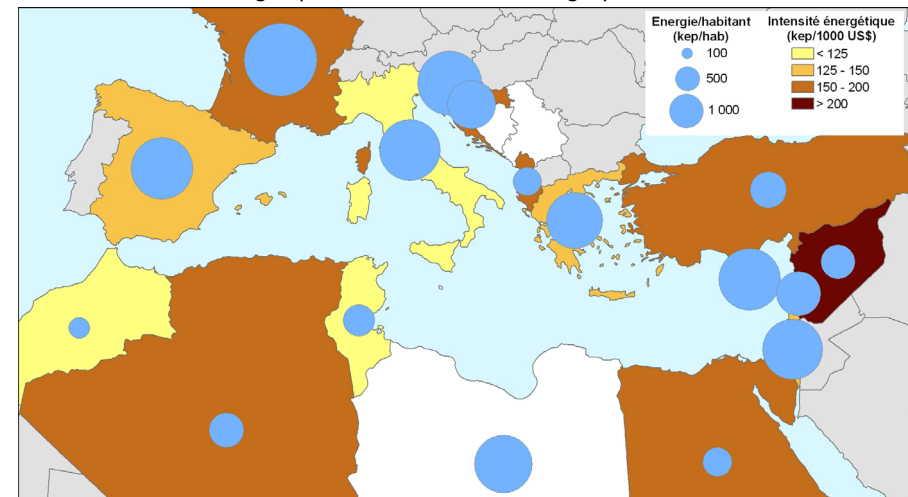 Energie/habitant
(kep/hab)
100
500
1 000
Intensité énergétique
(kep/1000 US$)
< 125
125 - 150
150 - 200
> 200